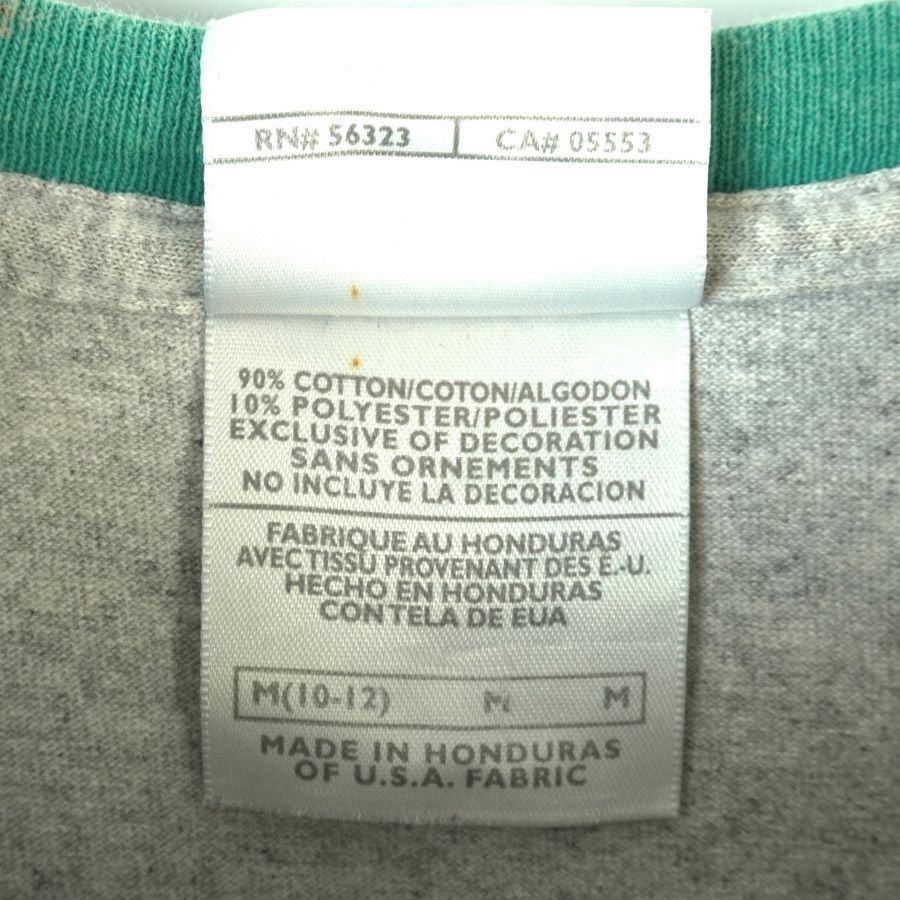 RN# 56323 CA# 05553
90% COTTON/COTON/ALGODON
10% POLYESTER/POLIESTER
EXCLUSIVE OF DECORATION
SANS ORNEMENTS
NO INCLUYE LA DECORACION
FABRIQUE AU HONDURAS
AVEC TISSU PROVENANT DES É.-U.
HECHO EN HONDURAS
CON TELA DE EUA
M(10-12) M M
MADE IN HONDURAS
OF U.S.A. FABRIC